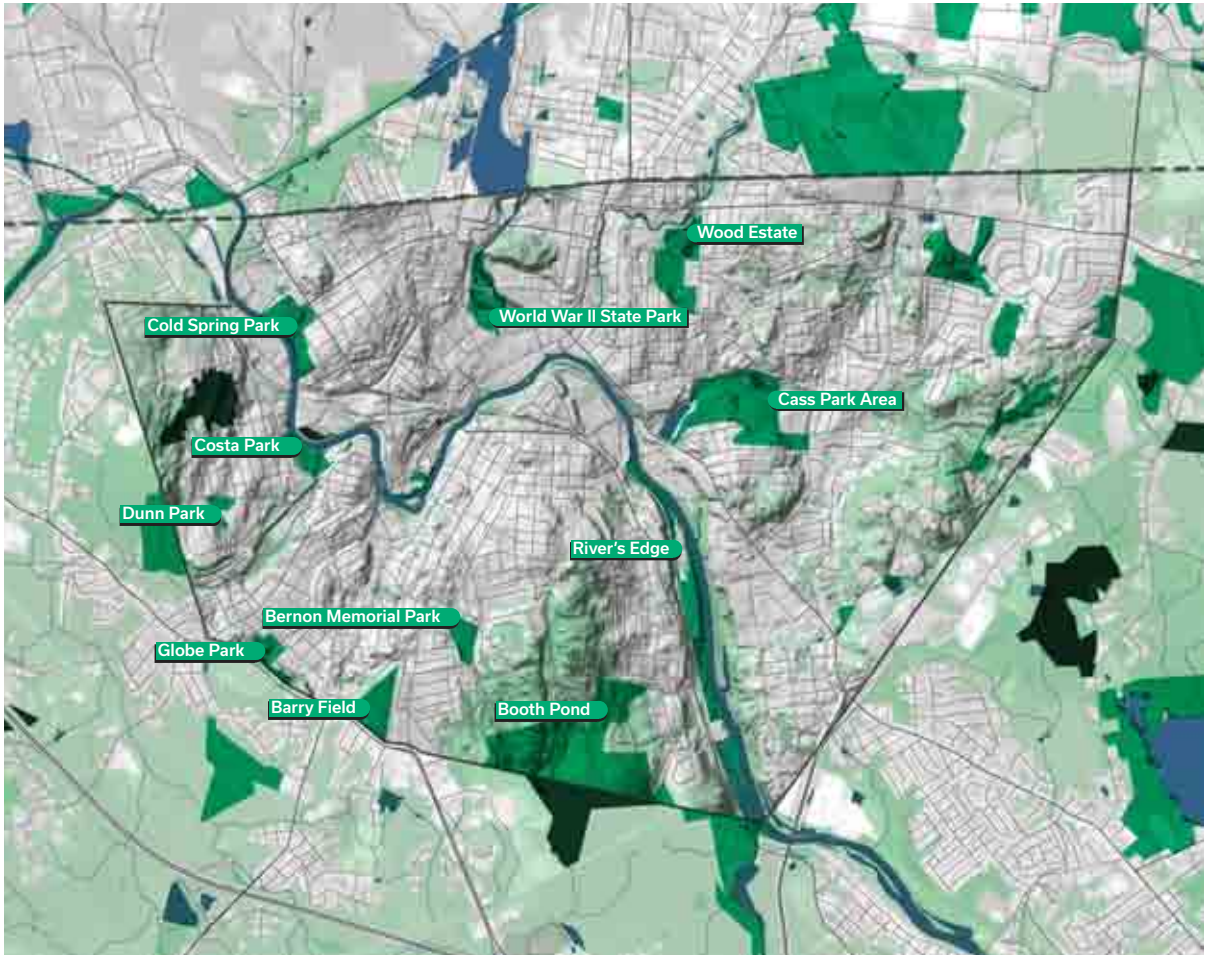 Wood Estate
World War II State Park
Cold Spring Park
Cass Park Area
Costa Park
Dunn Park
River's Edge
Bernon Memorial Park
Globe Park
Barry Field
Booth Pond